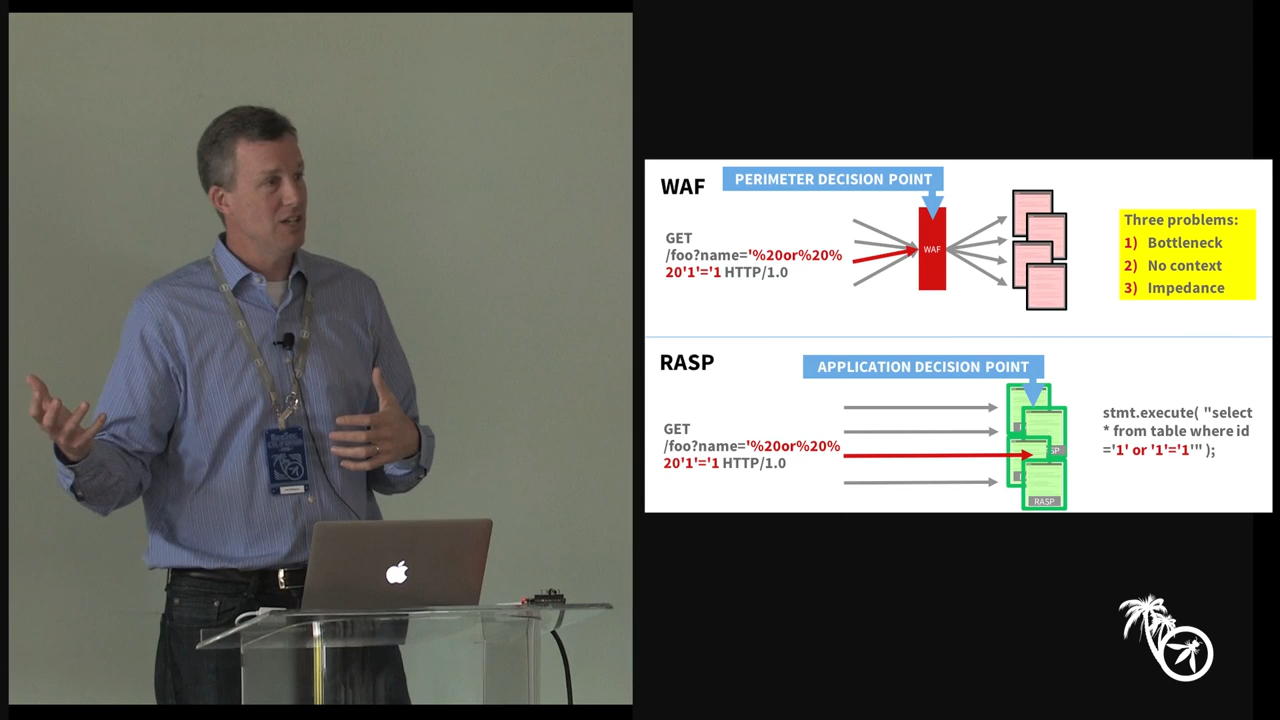 WAF
PERIMETER DECISION POINT
GET
/foo?name='%20or%20%
20'1'='1 HTTP/1.0
WAF
Three problems:
1) Bottleneck
2) No context
3) Impedance
RASP
APPLICATION DECISION POINT
GET
/foo?name='%20or%20%
20'1'='1 HTTP/1.0
SP
RASP
stmt.execute( "select
* from table where id
='1' or '1'='1'" );